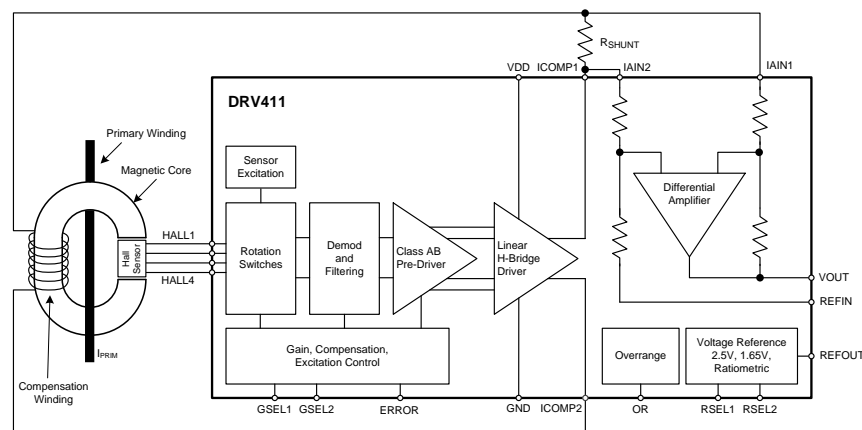 RSHUNT
VDD
ICOMP1
IAIN2
IAIN1
DRV411
Primary Winding
Magnetic Core
Sensor
Excitation
Differential
Amplifier
HALL1
Hall
Sensor
HALL4
Rotation
Switches
Demod
and
Filtering
Class AB
Pre-Driver
Linear
H-Bridge
Driver
VOUT
REFIN
IPRIM
Compensation
Winding
Gain, Compensation,
Excitation Control
Overrange
Voltage Reference
2.5V, 1.65V,
Ratiometric
REFOUT
GSEL1
GSEL2
ERROR
GND
ICOMP2
OR
RSEL1
RSEL2